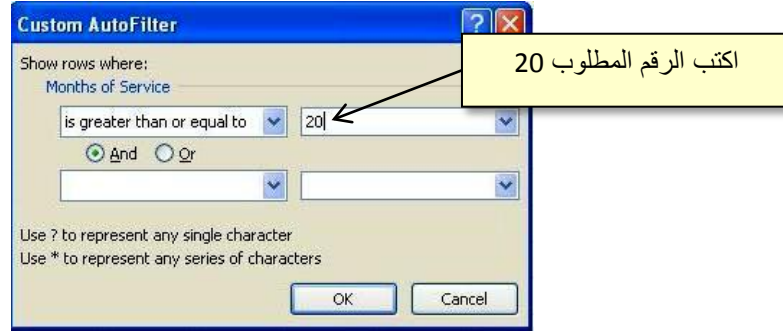 Custom AutoFilter
اكتب الرقم المطلوب 20
Show rows where:
Months of Service
is greater than or equal to 20
And Or
Use ? to represent any single character
Use * to represent any series of characters
OK Cancel